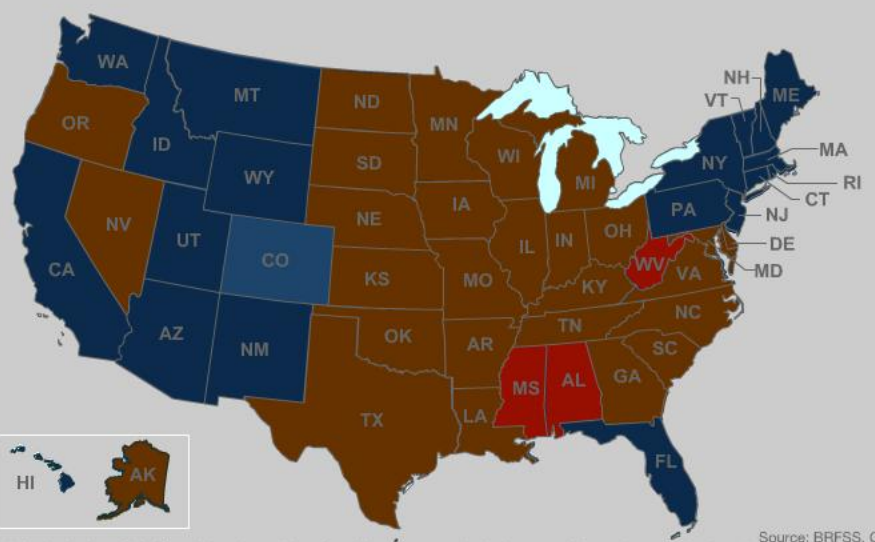 WA
MT
ND
MN
OR
ID
WY
SD
WI
MI
NH
VT
ME
MA
NY
RI
CT
NV
UT
CO
NE
IA
IL
IN
OH
PA
NJ
DE
MD
CA
KS
MO
WV
VA
KY
AZ
NM
OK
AR
TN
NC
SC
MS
AL
GA
TX
LA
FL
HI
AK
Source: BRFSS, C